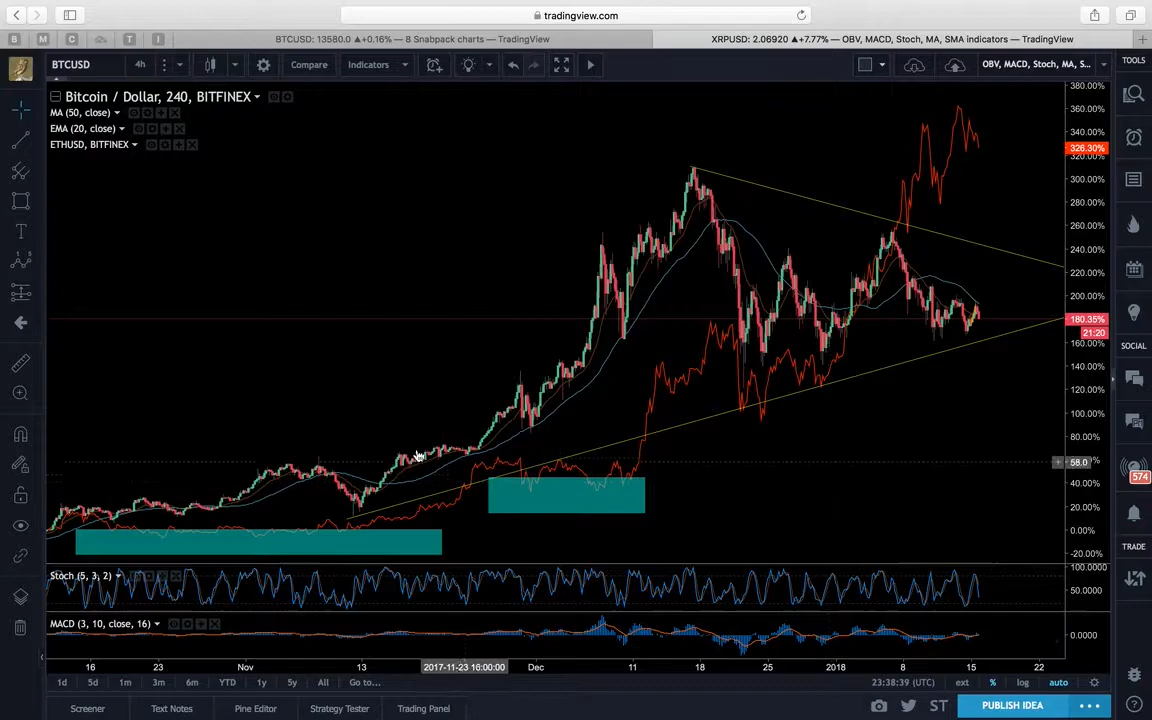 tradingview.com
B M C T I
BTCUSD: 13580.0 ▲+0.16% — 8 Snabpack charts — TradingView
XRPUSD: 2.06920 ▲+7.77% — OBV, MACD, Stoch, MA, SMA indicators — TradingView
BTCUSD 4h Compare Indicators OBV, MACD, Stoch, MA, S...
TOOLS
Bitcoin / Dollar, 240, BITFINEX
MA (50, close)
EMA (20, close)
ETHUSD, BITFINEX
380.00%
360.00%
340.00%
326.30%
320.00%
300.00%
280.00%
260.00%
240.00%
220.00%
200.00%
180.35%
21:20
160.00%
140.00%
120.00%
100.00%
80.00%
58.0
40.00%
20.00%
0.00%
-20.00%
SOCIAL
574
TRADE
Stoch (5, 3, 2)
100.0000
50.0000
MACD (3, 10, close, 16)
0.0000
16 23 Nov 13 2017-11-23 16:00:00 Dec 11 18 25 2018 8 15 22
1d 5d 1m 3m 6m YTD 1y 5y All Go to... 23:38:39 (UTC) ext % log auto
Screener Text Notes Pine Editor Strategy Tester Trading Panel ST PUBLISH IDEA